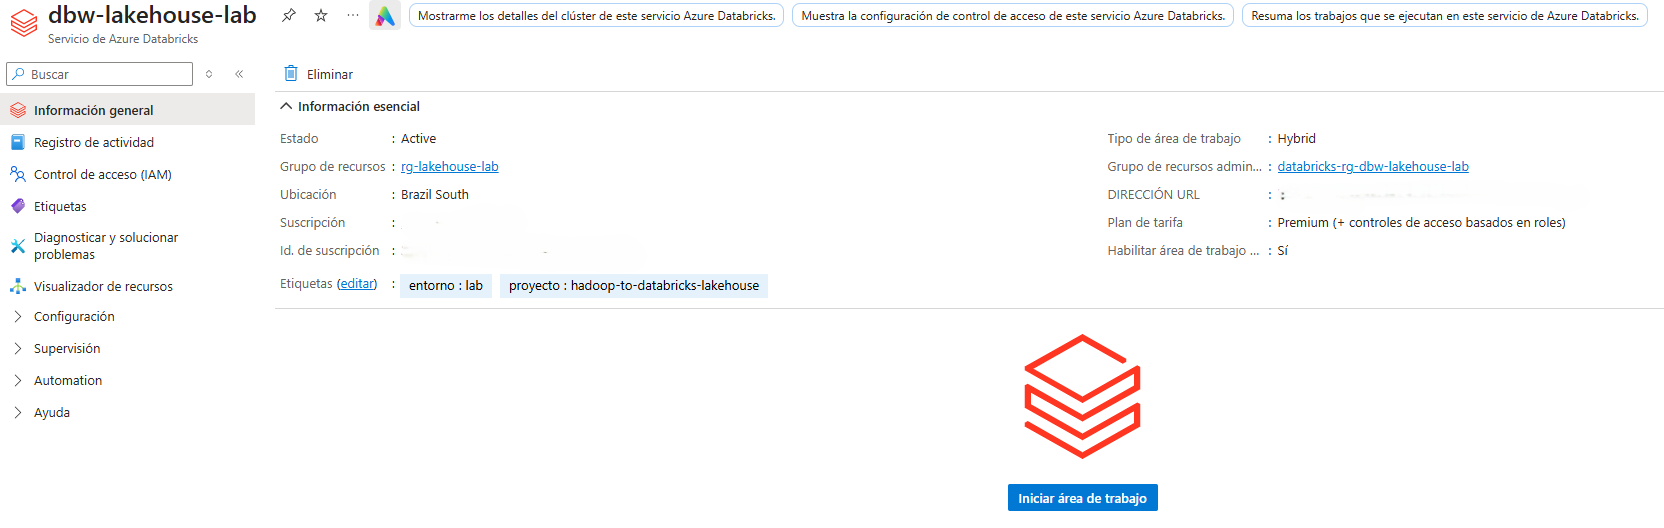 dbw-lakehouse-lab
Servicio de Azure Databricks
Mostrarme los detalles del clúster de este servicio Azure Databricks.
Muestra la configuración de control de acceso de este servicio Azure Databricks.
Resuma los trabajos que se ejecutan en este servicio de Azure Databricks.
Buscar
Información general
Registro de actividad
Control de acceso (IAM)
Etiquetas
Diagnosticar y solucionar
problemas
Visualizador de recursos
Configuración
Supervisión
Automation
Ayuda
Eliminar
Información esencial
Estado : Active
Grupo de recursos : rg-lakehouse-lab
Ubicación : Brazil South
Suscripción :
Id. de suscripción :
Etiquetas (editar) : entorno : lab proyecto : hadoop-to-databricks-lakehouse
Tipo de área de trabajo : Hybrid
Grupo de recursos admin... : databricks-rg-dbw-lakehouse-lab
DIRECCIÓN URL :
Plan de tarifa : Premium (+ controles de acceso basados en roles)
Habilitar área de trabajo ... : Sí
Iniciar área de trabajo